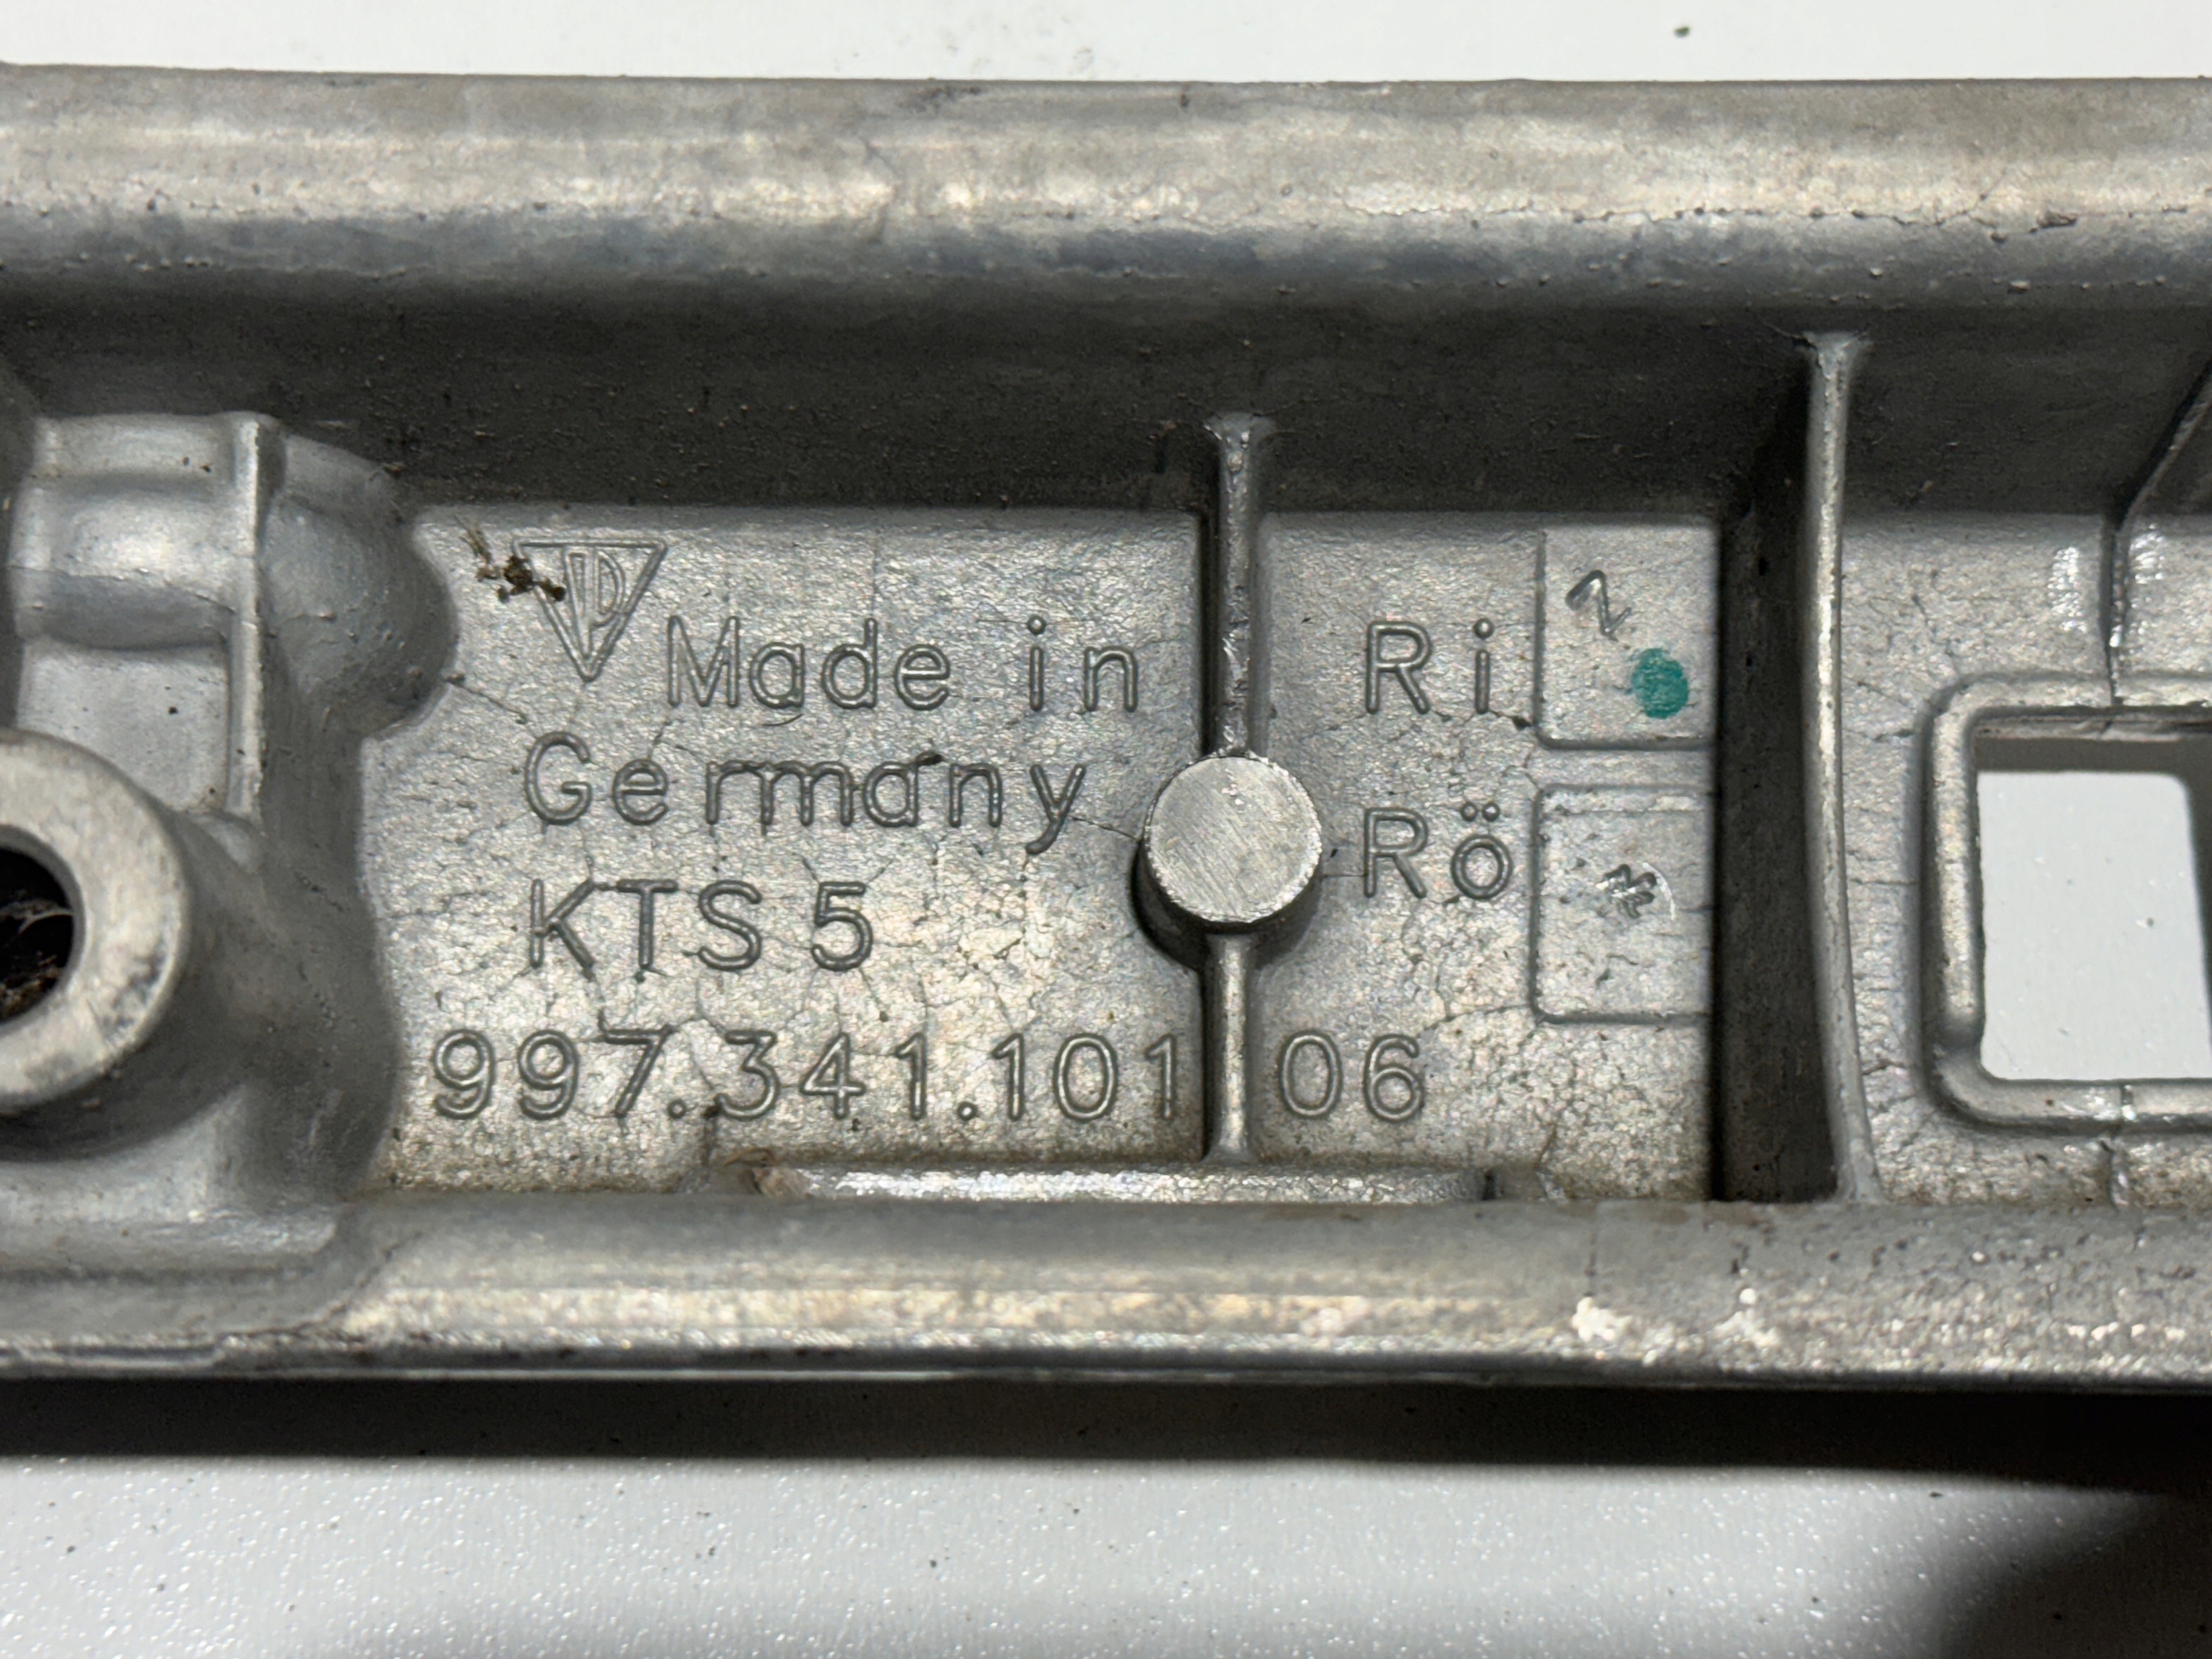 Made in
Germany
KTS 5
997.341.101 06
Ri
Rö